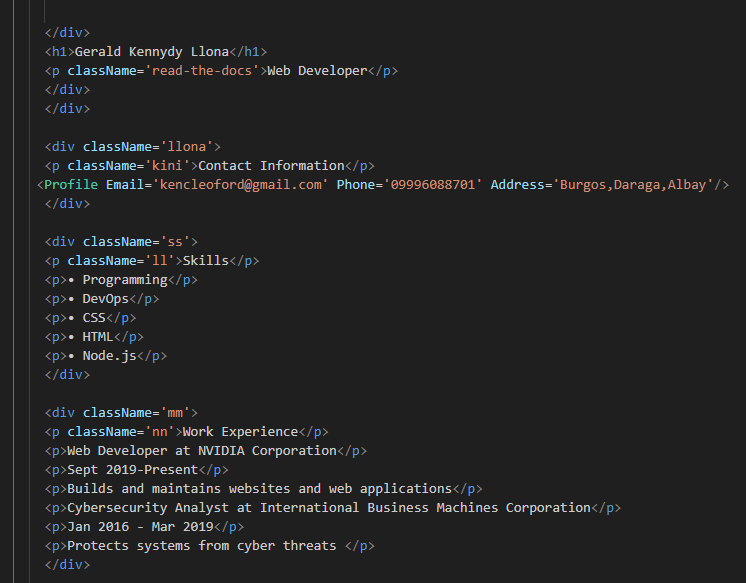 </div>
<h1>Gerald Kennydy Llona</h1>
<p className='read-the-docs'>Web Developer</p>
</div>
</div>
<div className='llona'>
<p className='kini'>Contact Information</p>
<Profile Email='kencleoford@gmail.com' Phone='09996088701' Address='Burgos,Daraga,Albay'/>
</div>
<div className='ss'>
<p className='ll'>Skills</p>
<p>• Programming</p>
<p>• DevOps</p>
<p>• CSS</p>
<p>• HTML</p>
<p>• Node.js</p>
</div>
<div className='mm'>
<p className='nn'>Work Experience</p>
<p>Web Developer at NVIDIA Corporation</p>
<p>Sept 2019-Present</p>
<p>Builds and maintains websites and web applications</p>
<p>Cybersecurity Analyst at International Business Machines Corporation</p>
<p>Jan 2016 - Mar 2019</p>
<p>Protects systems from cyber threats </p>
</div>